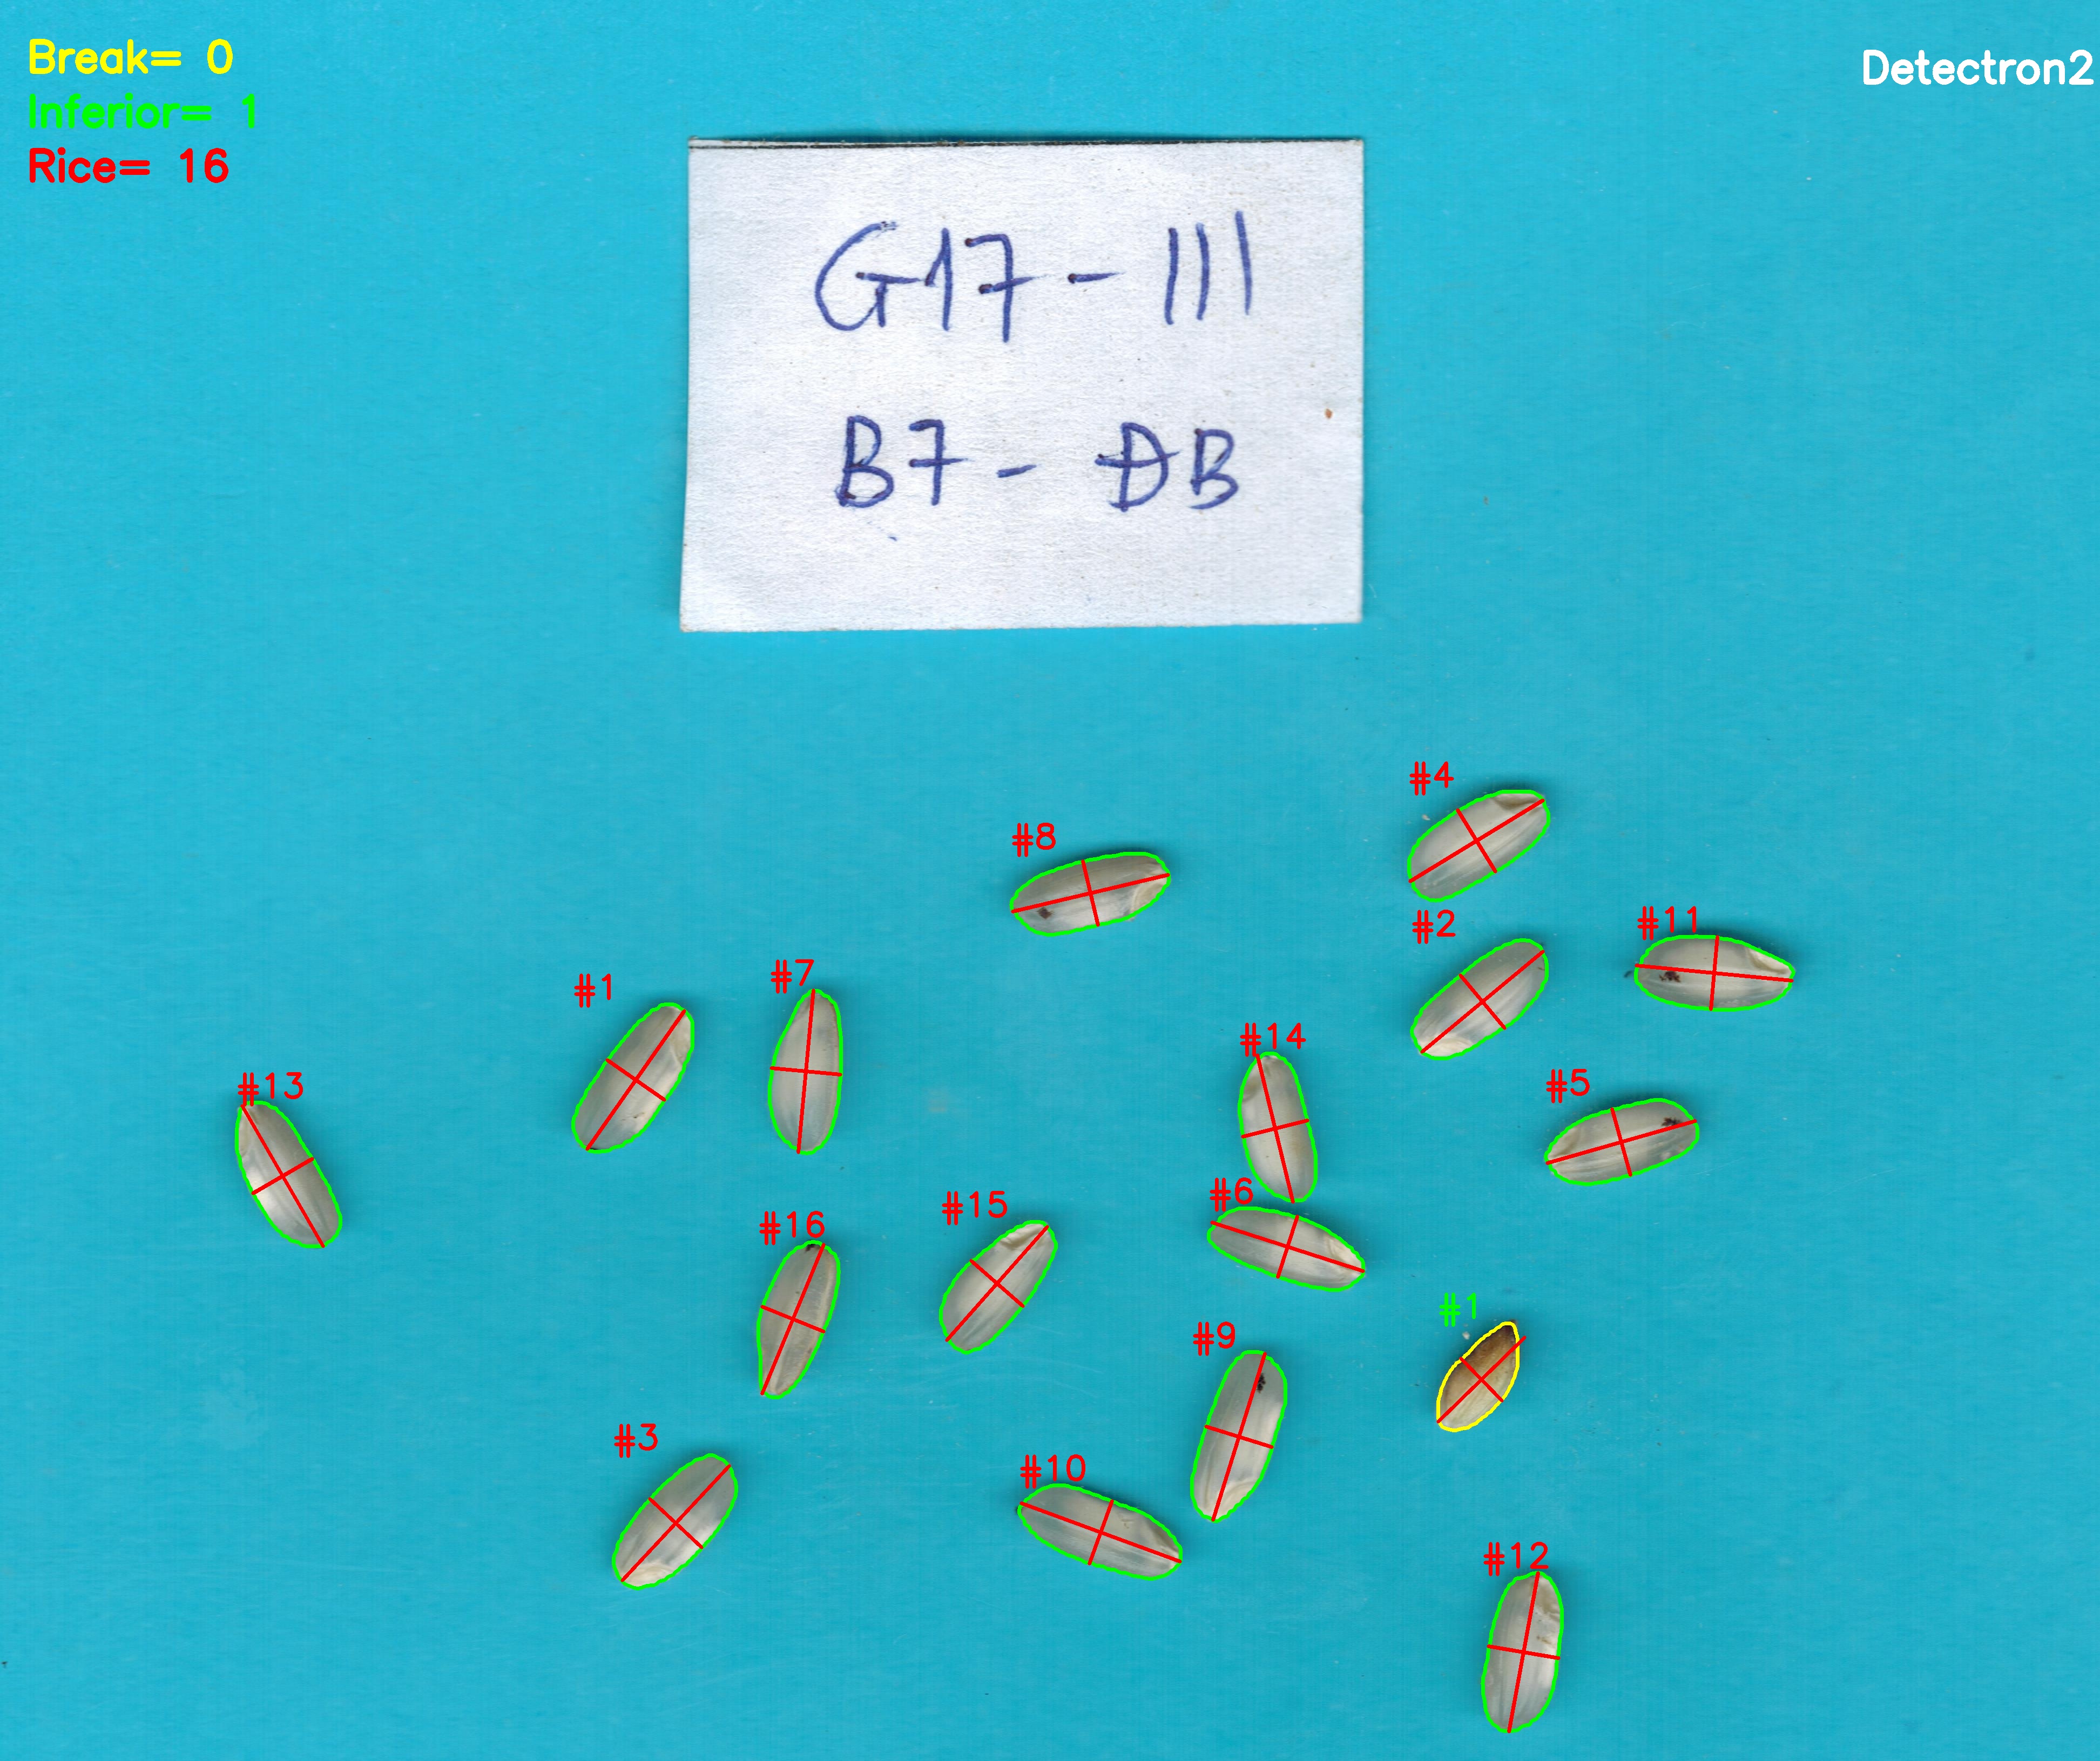 Break= 0
Detectron2
Inferior= 1
Rice= 16
G17 - III
B7 - ĐB
#4
#8
#2
#11
#1
#7
#14
#5
#13
#6
#15
#16
#1
#9
#3
#10
#12